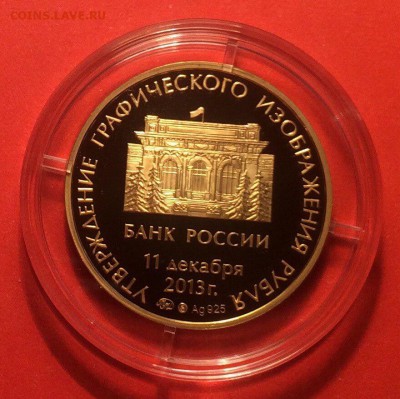 COINS.LAVE.RU
УТВЕРЖДЕНИЕ ГРАФИЧЕСКОГО ИЗОБРАЖЕНИЯ РУБЛЯ
БАНК РОССИИ
11 декабря
2013 г.
Ag 925